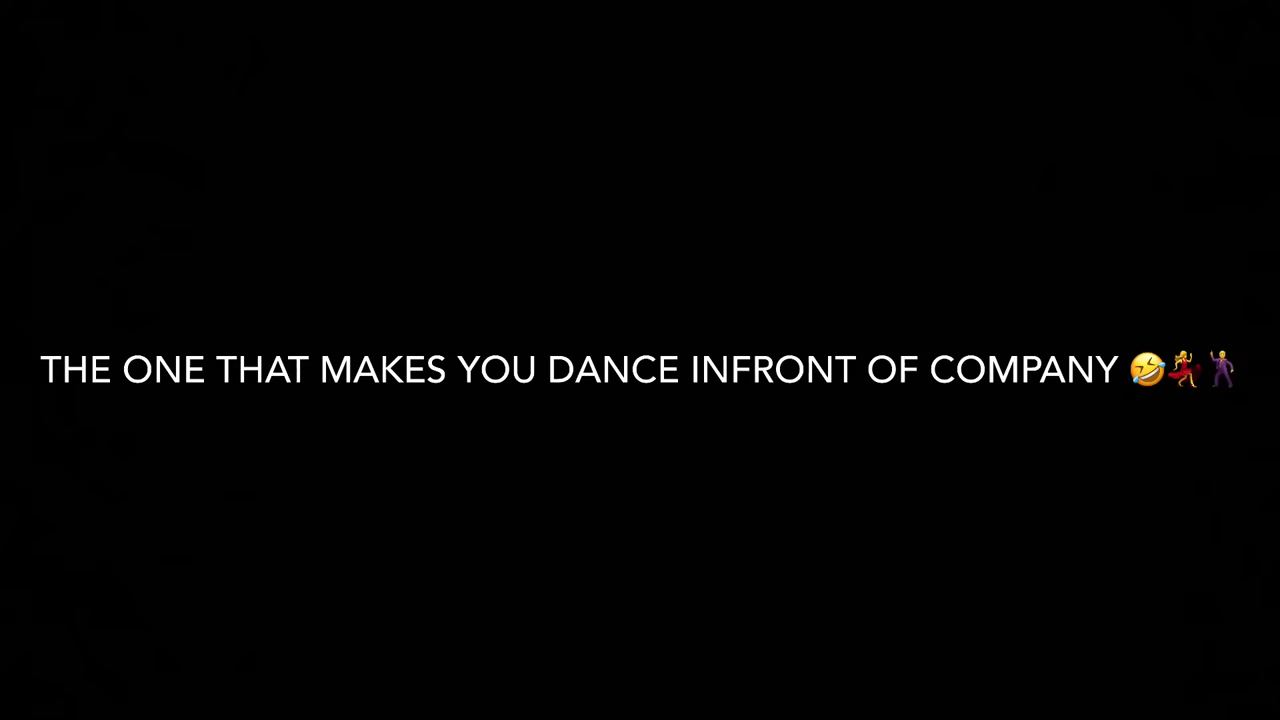 THE ONE THAT MAKES YOU DANCE INFRONT OF COMPANY 🤣💃🕺